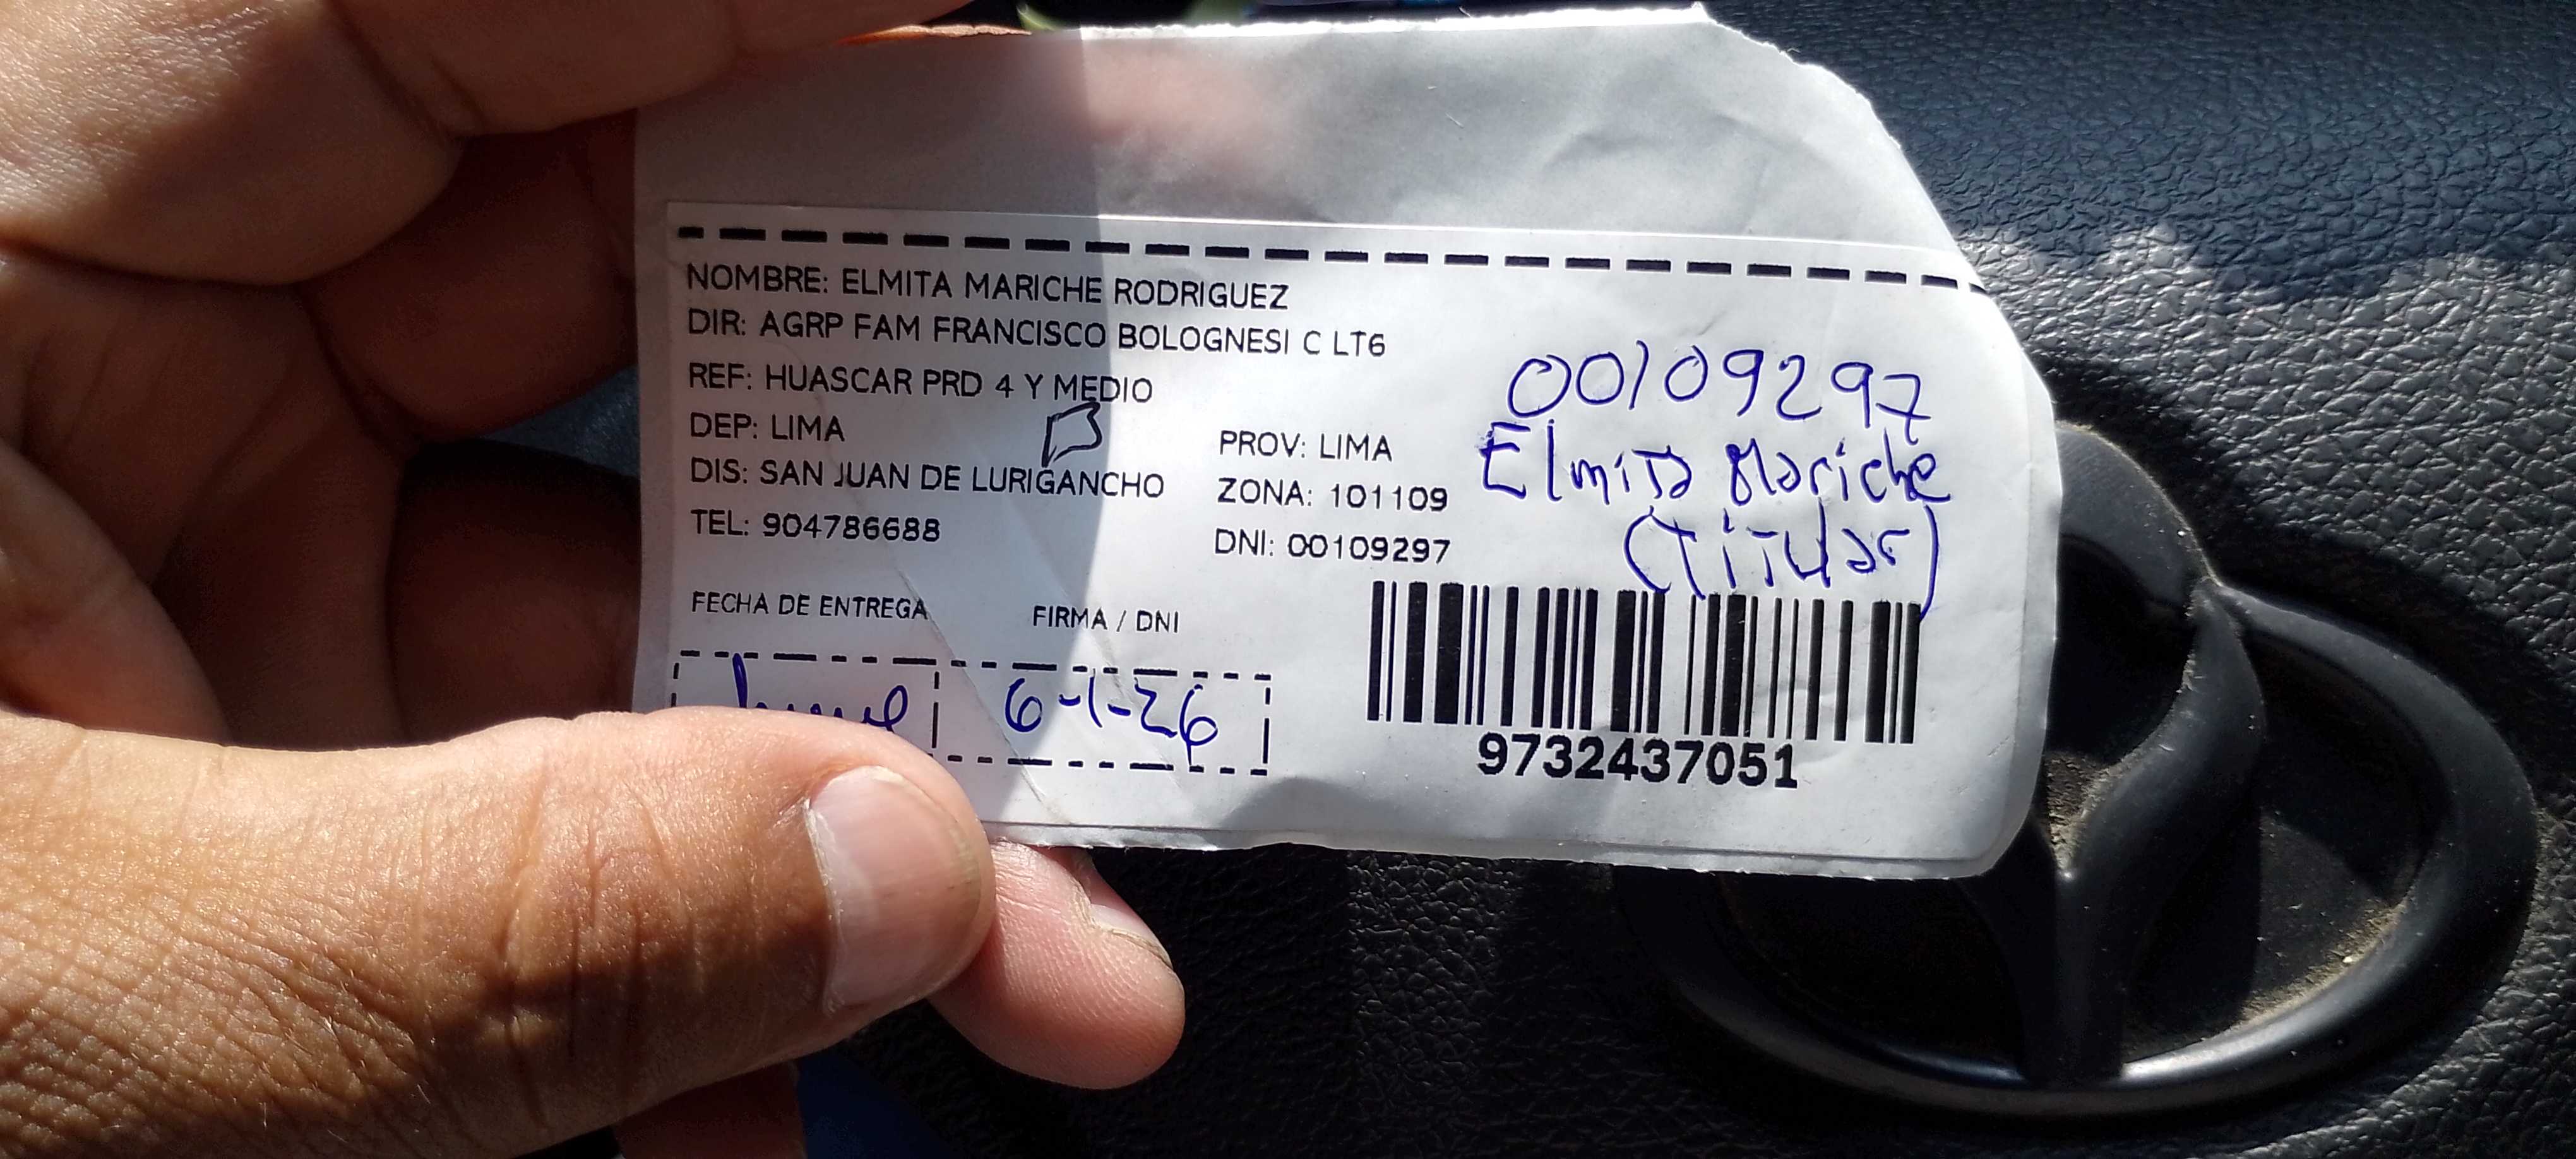 NOMBRE: ELMITA MARICHE RODRIGUEZ
DIR: AGRP FAM FRANCISCO BOLOGNESI C LT6
REF: HUASCAR PRD 4 Y MEDIO
DEP: LIMA
PROV: LIMA
DIS: SAN JUAN DE LURIGANCHO
ZONA: 101109
TEL: 904786688
DNI: 00109297
00109297
Elmita Mariche
(Titular)
FECHA DE ENTREGA
FIRMA / DNI
6-1-26
9732437051